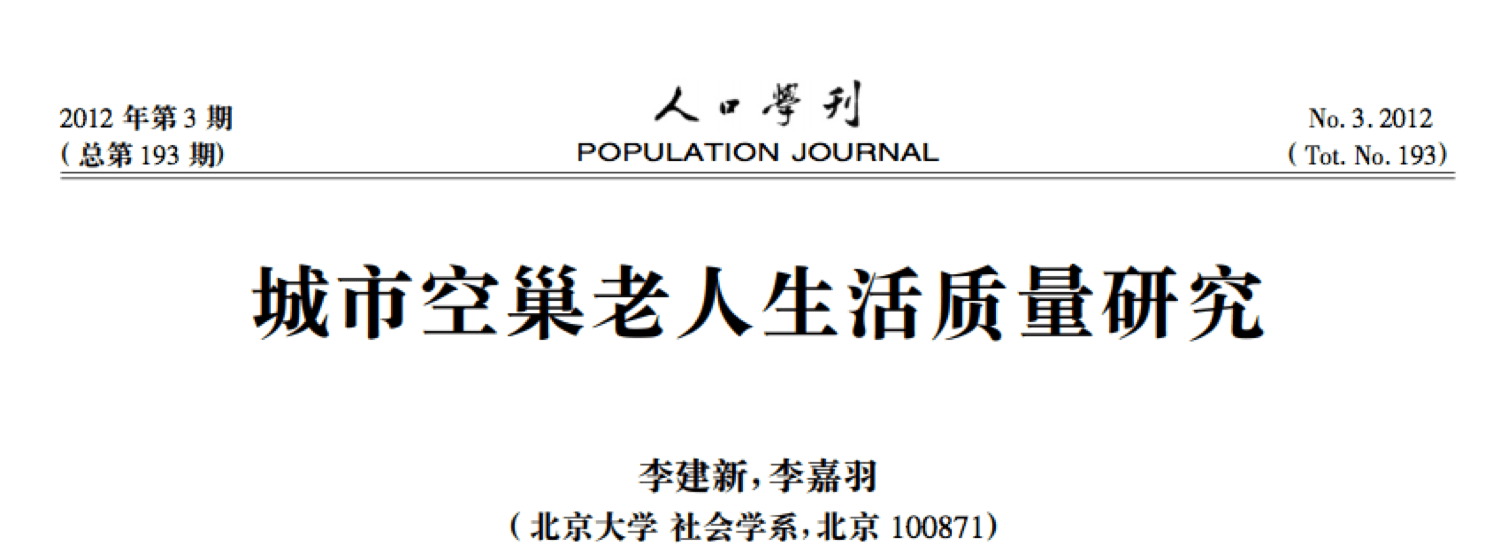 2012 年第 3 期
(总第 193 期)
人口學刊
POPULATION JOURNAL
No. 3. 2012
(Tot. No. 193)
城市空巢老人生活质量研究
李建新,李嘉羽
(北京大学 社会学系,北京 100871)